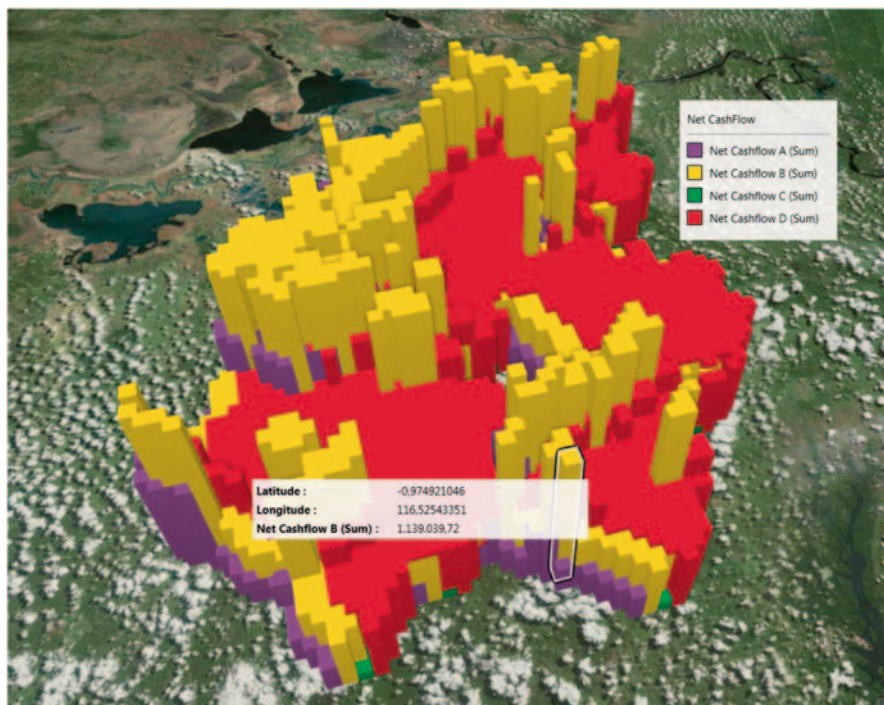 Net CashFlow
Net Cashflow A (Sum)
Net Cashflow B (Sum)
Net Cashflow C (Sum)
Net Cashflow D (Sum)
Latitude : -0,974921046
Longitude : 116,52543351
Net Cashflow B (Sum) : 1.139.039,72